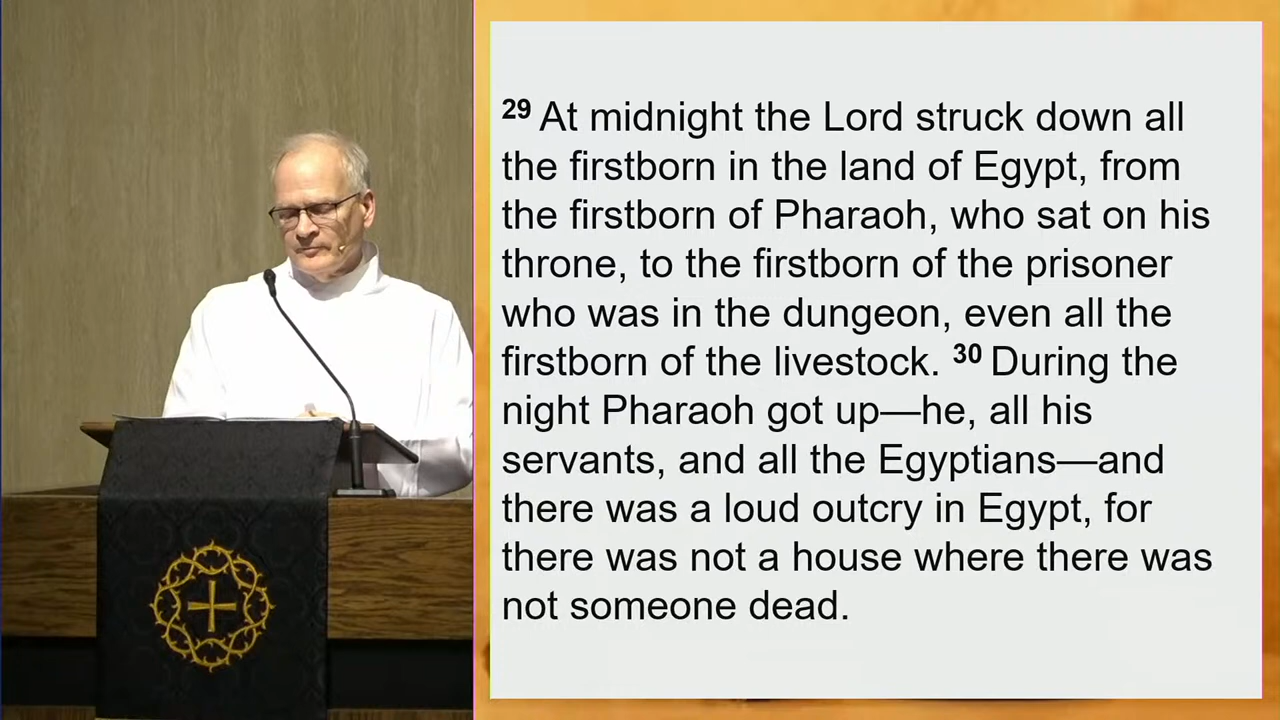 29 At midnight the Lord struck down all
the firstborn in the land of Egypt, from
the firstborn of Pharaoh, who sat on his
throne, to the firstborn of the prisoner
who was in the dungeon, even all the
firstborn of the livestock. 30 During the
night Pharaoh got up—he, all his
servants, and all the Egyptians—and
there was a loud outcry in Egypt, for
there was not a house where there was
not someone dead.